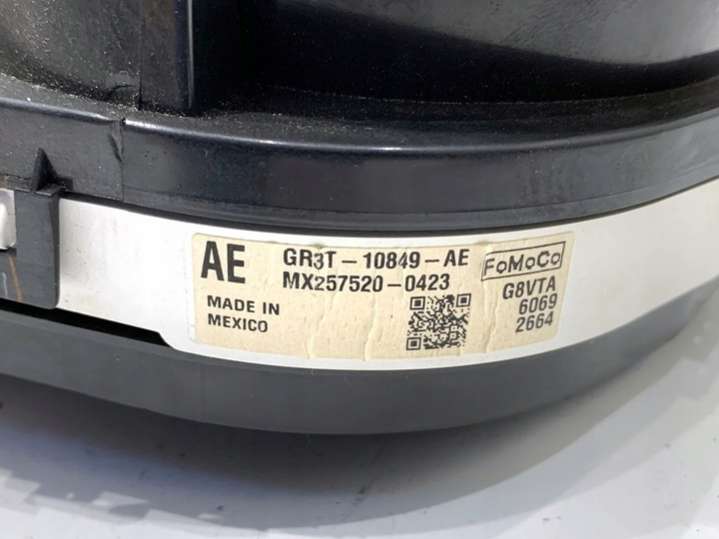 AE
GR3T-10849-AE
MX257520-0423
MADE IN
MEXICO
FoMoCo
G8VTA
6069
2664